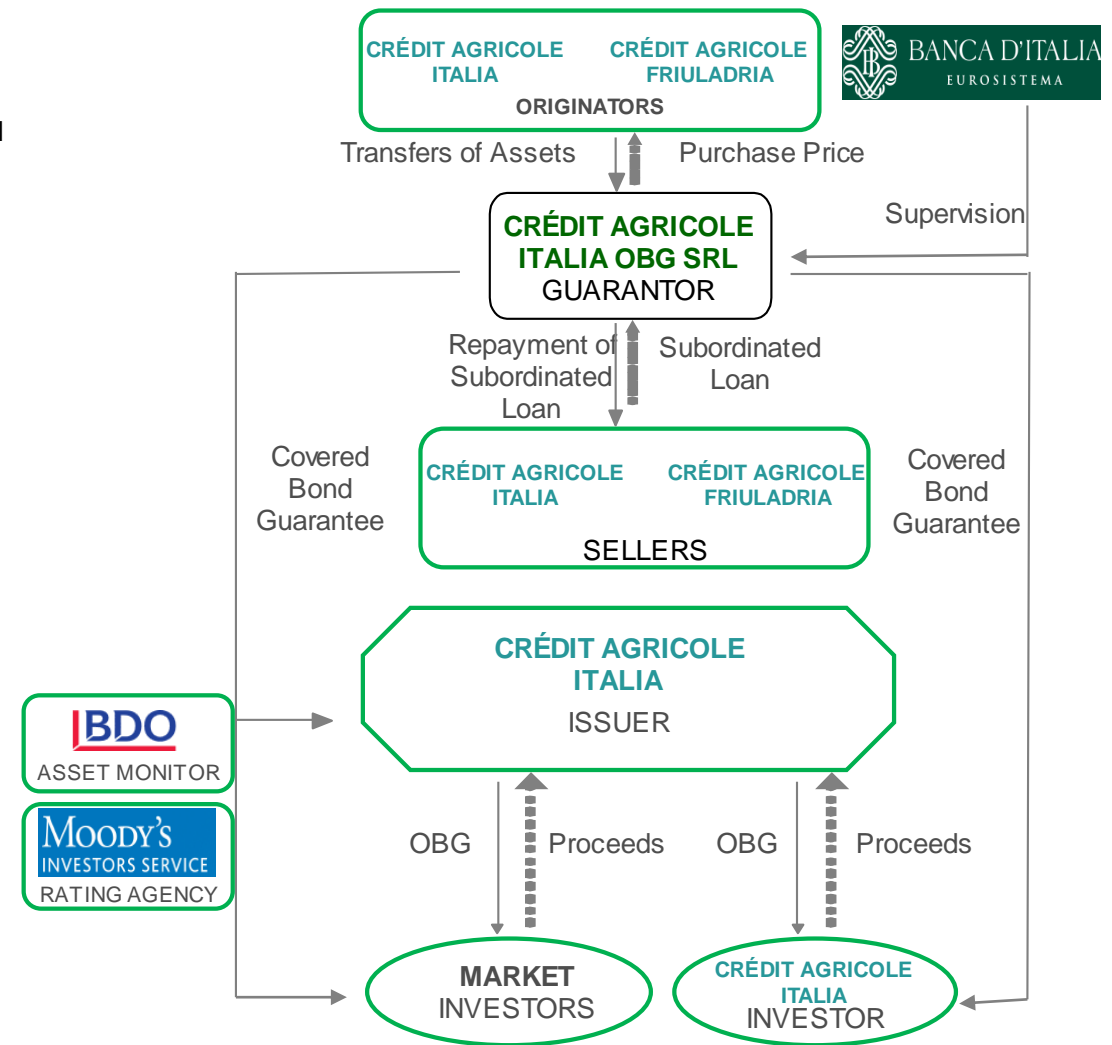 CRÉDIT AGRICOLE
ITALIA
CRÉDIT AGRICOLE
FRIULADRIA
ORIGINATORS
BANCA D'ITALIA
EUROSISTEMA
Transfers of Assets
Purchase Price
Supervision
CRÉDIT AGRICOLE
ITALIA OBG SRL
GUARANTOR
Repayment of
Subordinated
Loan
Subordinated
Loan
Covered
Bond
Guarantee
CRÉDIT AGRICOLE
ITALIA
CRÉDIT AGRICOLE
FRIULADRIA
SELLERS
Covered
Bond
Guarantee
CRÉDIT AGRICOLE
ITALIA
ISSUER
BDO
ASSET MONITOR
MOODY'S
INVESTORS SERVICE
RATING AGENCY
OBG
Proceeds
OBG
Proceeds
MARKET
INVESTORS
CRÉDIT AGRICOLE
ITALIA
INVESTOR